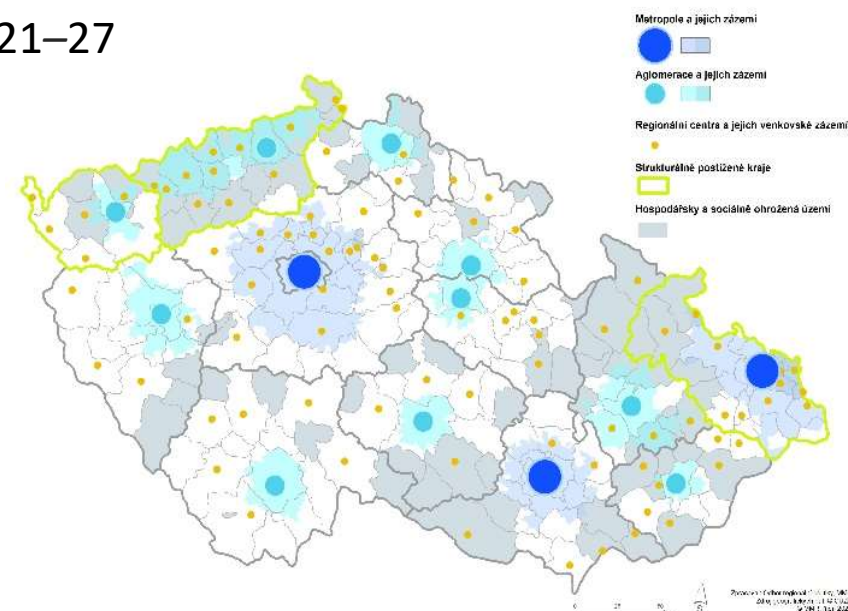 21–27
Metropole a jejich zázemí
Aglomerace a jejich zázemí
Regionální centra a jejich venkovské zázemí
Strukturálně postižené kraje
Hospodářsky a sociálně ohrožená území
0